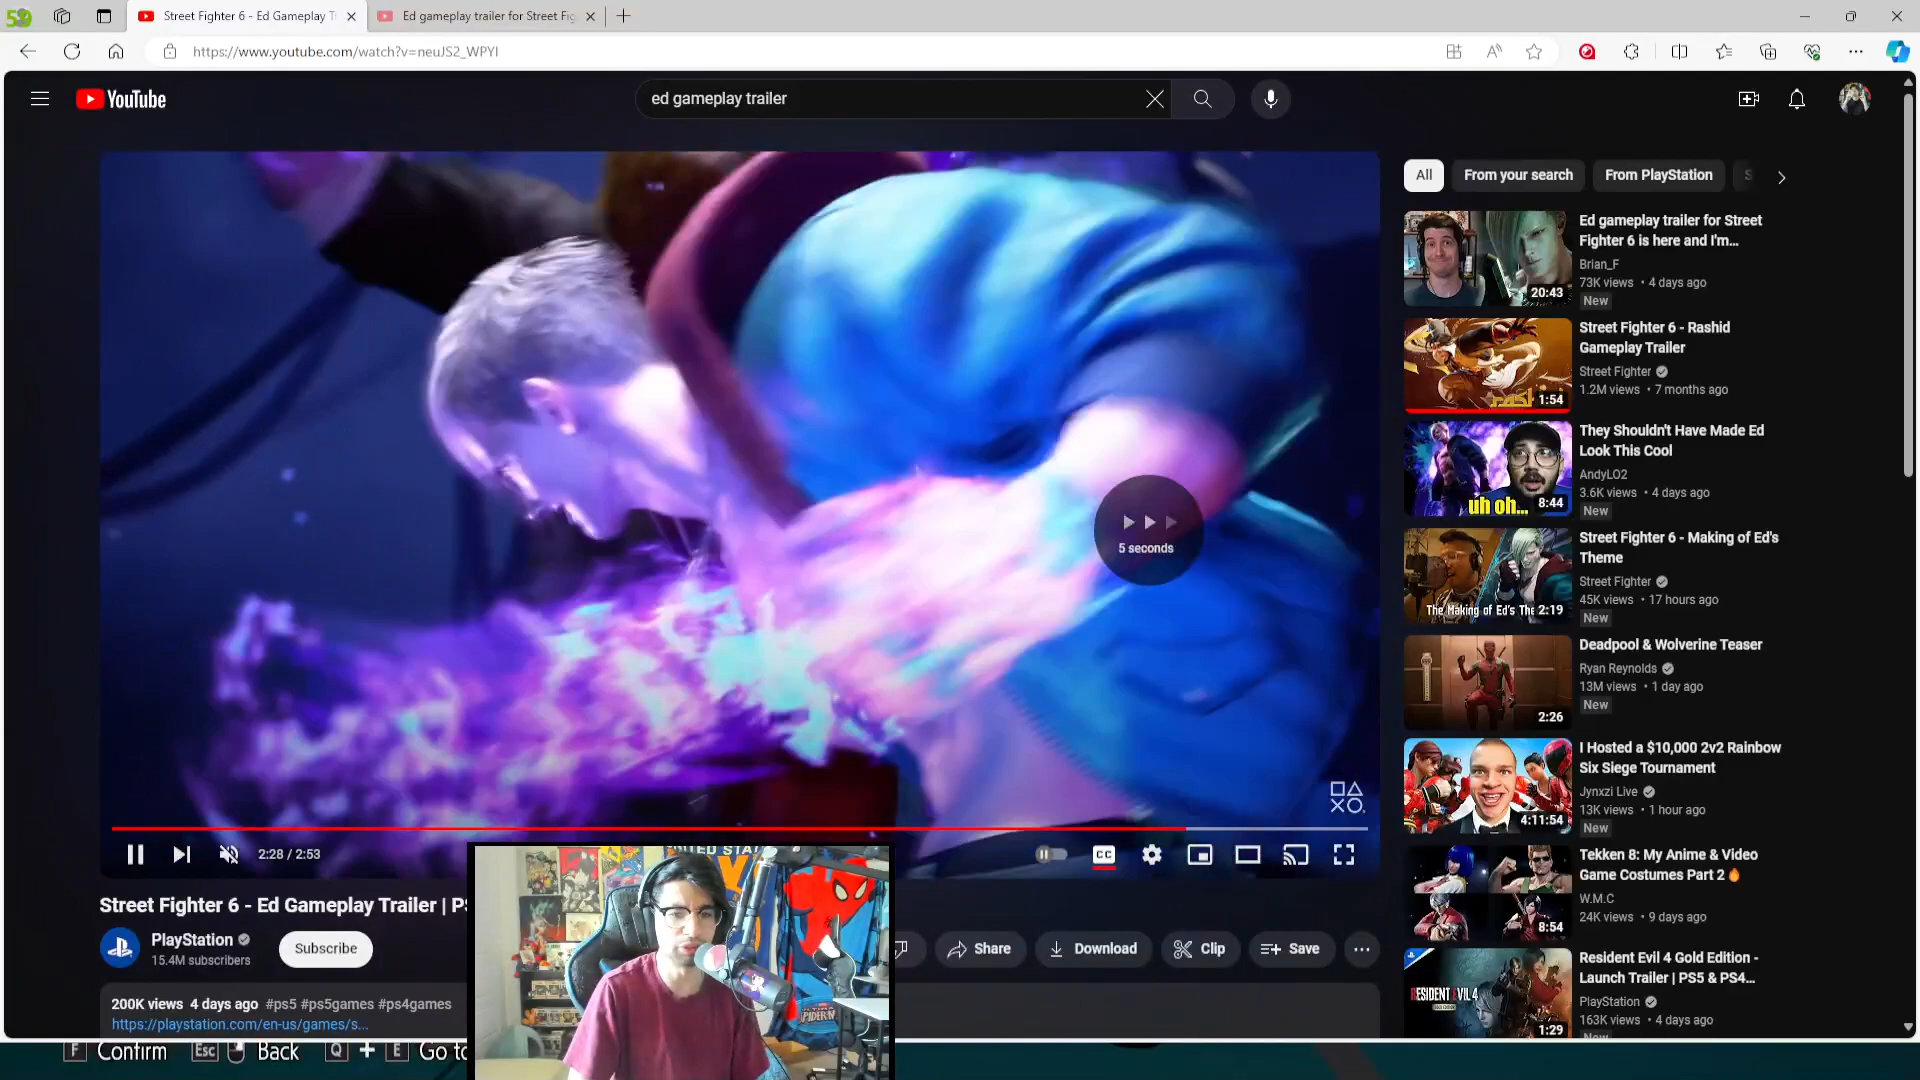 59
Street Fighter 6 - Ed Gameplay T
Ed gameplay trailer for Street Fig
https://www.youtube.com/watch?v=neuJS2_WPYI
YouTube
ed gameplay trailer
All
From your search
From PlayStation
S
Ed gameplay trailer for Street
Fighter 6 is here and I'm...
Brian_F
73K views • 4 days ago
New
20:43
Street Fighter 6 - Rashid
Gameplay Trailer
Street Fighter
1.2M views • 7 months ago
1:54
They Shouldn't Have Made Ed
Look This Cool
AndyLO2
3.6K views • 4 days ago
New
uh oh...
8:44
Street Fighter 6 - Making of Ed's
Theme
Street Fighter
45K views • 17 hours ago
New
The Making of Ed's The
2:19
Deadpool & Wolverine Teaser
Ryan Reynolds
13M views • 1 day ago
New
2:26
I Hosted a $10,000 2v2 Rainbow
Six Siege Tournament
Jynxzi Live
13K views • 1 hour ago
New
4:11:54
Tekken 8: My Anime & Video
Game Costumes Part 2🔥
W.M.C
24K views • 9 days ago
8:54
Resident Evil 4 Gold Edition -
Launch Trailer | PS5 & PS4...
PlayStation
163K views • 4 days ago
RESIDENT EVIL 4
1:29
5 seconds
2:28 / 2:53
CC
Street Fighter 6 - Ed Gameplay Trailer | PS
PlayStation
15.4M subscribers
Subscribe
Share
Download
Clip
Save
200K views 4 days ago #ps5 #ps5games #ps4games
https://playstation.com/en-us/games/s...
F Confirm Esc Back Q + E Go to